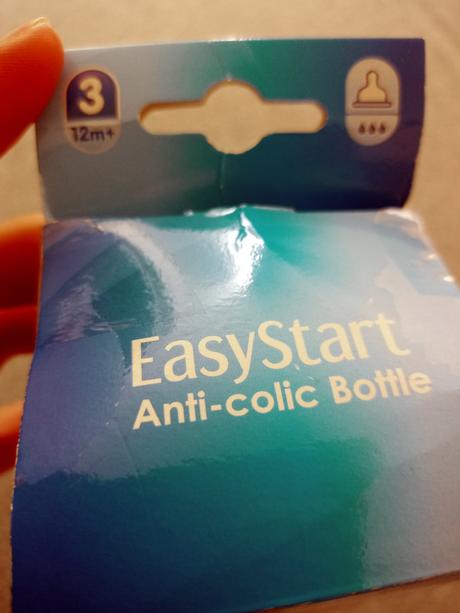 3
12m+
EasyStart
Anti-colic Bottle